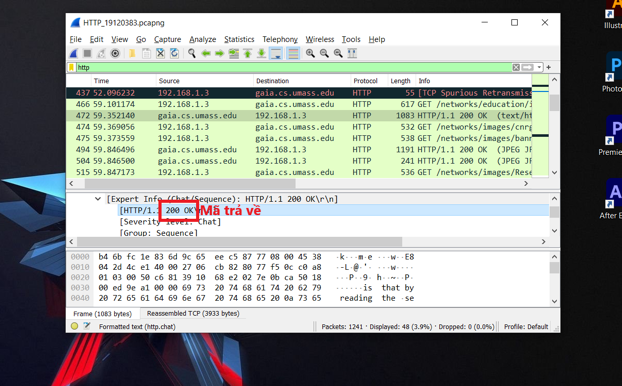 HTTP_19120383.pcapng
File Edit View Go Capture Analyze Statistics Telephony Wireless Tools Help
http
Time Source Destination Protocol Length Info
437 52.096232 192.168.1.3 gaia.cs.umass.edu HTTP 55 [TCP Spurious Retransmiss
466 59.101174 192.168.1.3 gaia.cs.umass.edu HTTP 617 GET /networks/education/i
472 59.352140 gaia.cs.umass.edu 192.168.1.3 HTTP 1083 HTTP/1.1 200 OK (text/ht
474 59.369056 192.168.1.3 gaia.cs.umass.edu HTTP 532 GET /networks/images/cnrg
475 59.373559 192.168.1.3 gaia.cs.umass.edu HTTP 538 GET /networks/images/ban
494 59.846496 gaia.cs.umass.edu 192.168.1.3 HTTP 1191 HTTP/1.1 200 OK (JPEG JF
504 59.846500 gaia.cs.umass.edu 192.168.1.3 HTTP 241 HTTP/1.1 200 OK (JPEG JF
515 59.847173 192.168.1.3 gaia.cs.umass.edu HTTP 536 GET /networks/images/Rese
[Expert Info (Chat/Sequence): HTTP/1.1 200 OK\r\n]
[HTTP/1.1 200 OK\ Mã trả về
[Severity level: Chat]
[Group: Sequence]
0000 b4 6b fc 1e 83 6d 9c 65 ee c5 87 77 08 00 45 38 ·k···m·e ···w··E8
0010 04 2d 4c e1 40 00 27 06 cb 82 80 77 f5 0c c0 a8 ·-L·@·'· ···w····
0020 01 03 00 50 c6 81 39 10 68 e2 02 7e 0b ca 50 18 ···P··9· h··~··P·
0030 00 ed 9e a1 00 00 69 73 20 74 68 61 74 20 62 79 ······is that by
0040 20 72 65 61 64 69 6e 67 20 74 68 65 20 0a 73 65 reading the ·se
Frame (1083 bytes) Reassembled TCP (3933 bytes)
Formatted text (http.chat) Packets: 1241 · Displayed: 48 (3.9%) · Dropped: 0 (0.0%) Profile: Default
Illustr
Photo
Premie
After E